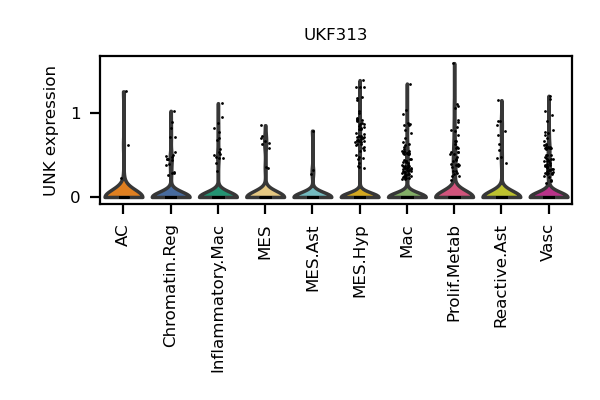 UKF313
UNK expression
1
0
AC
Chromatin.Reg
Inflammatory.Mac
MES
MES.Ast
MES.Hyp
Mac
Prolif.Metab
Reactive.Ast
Vasc